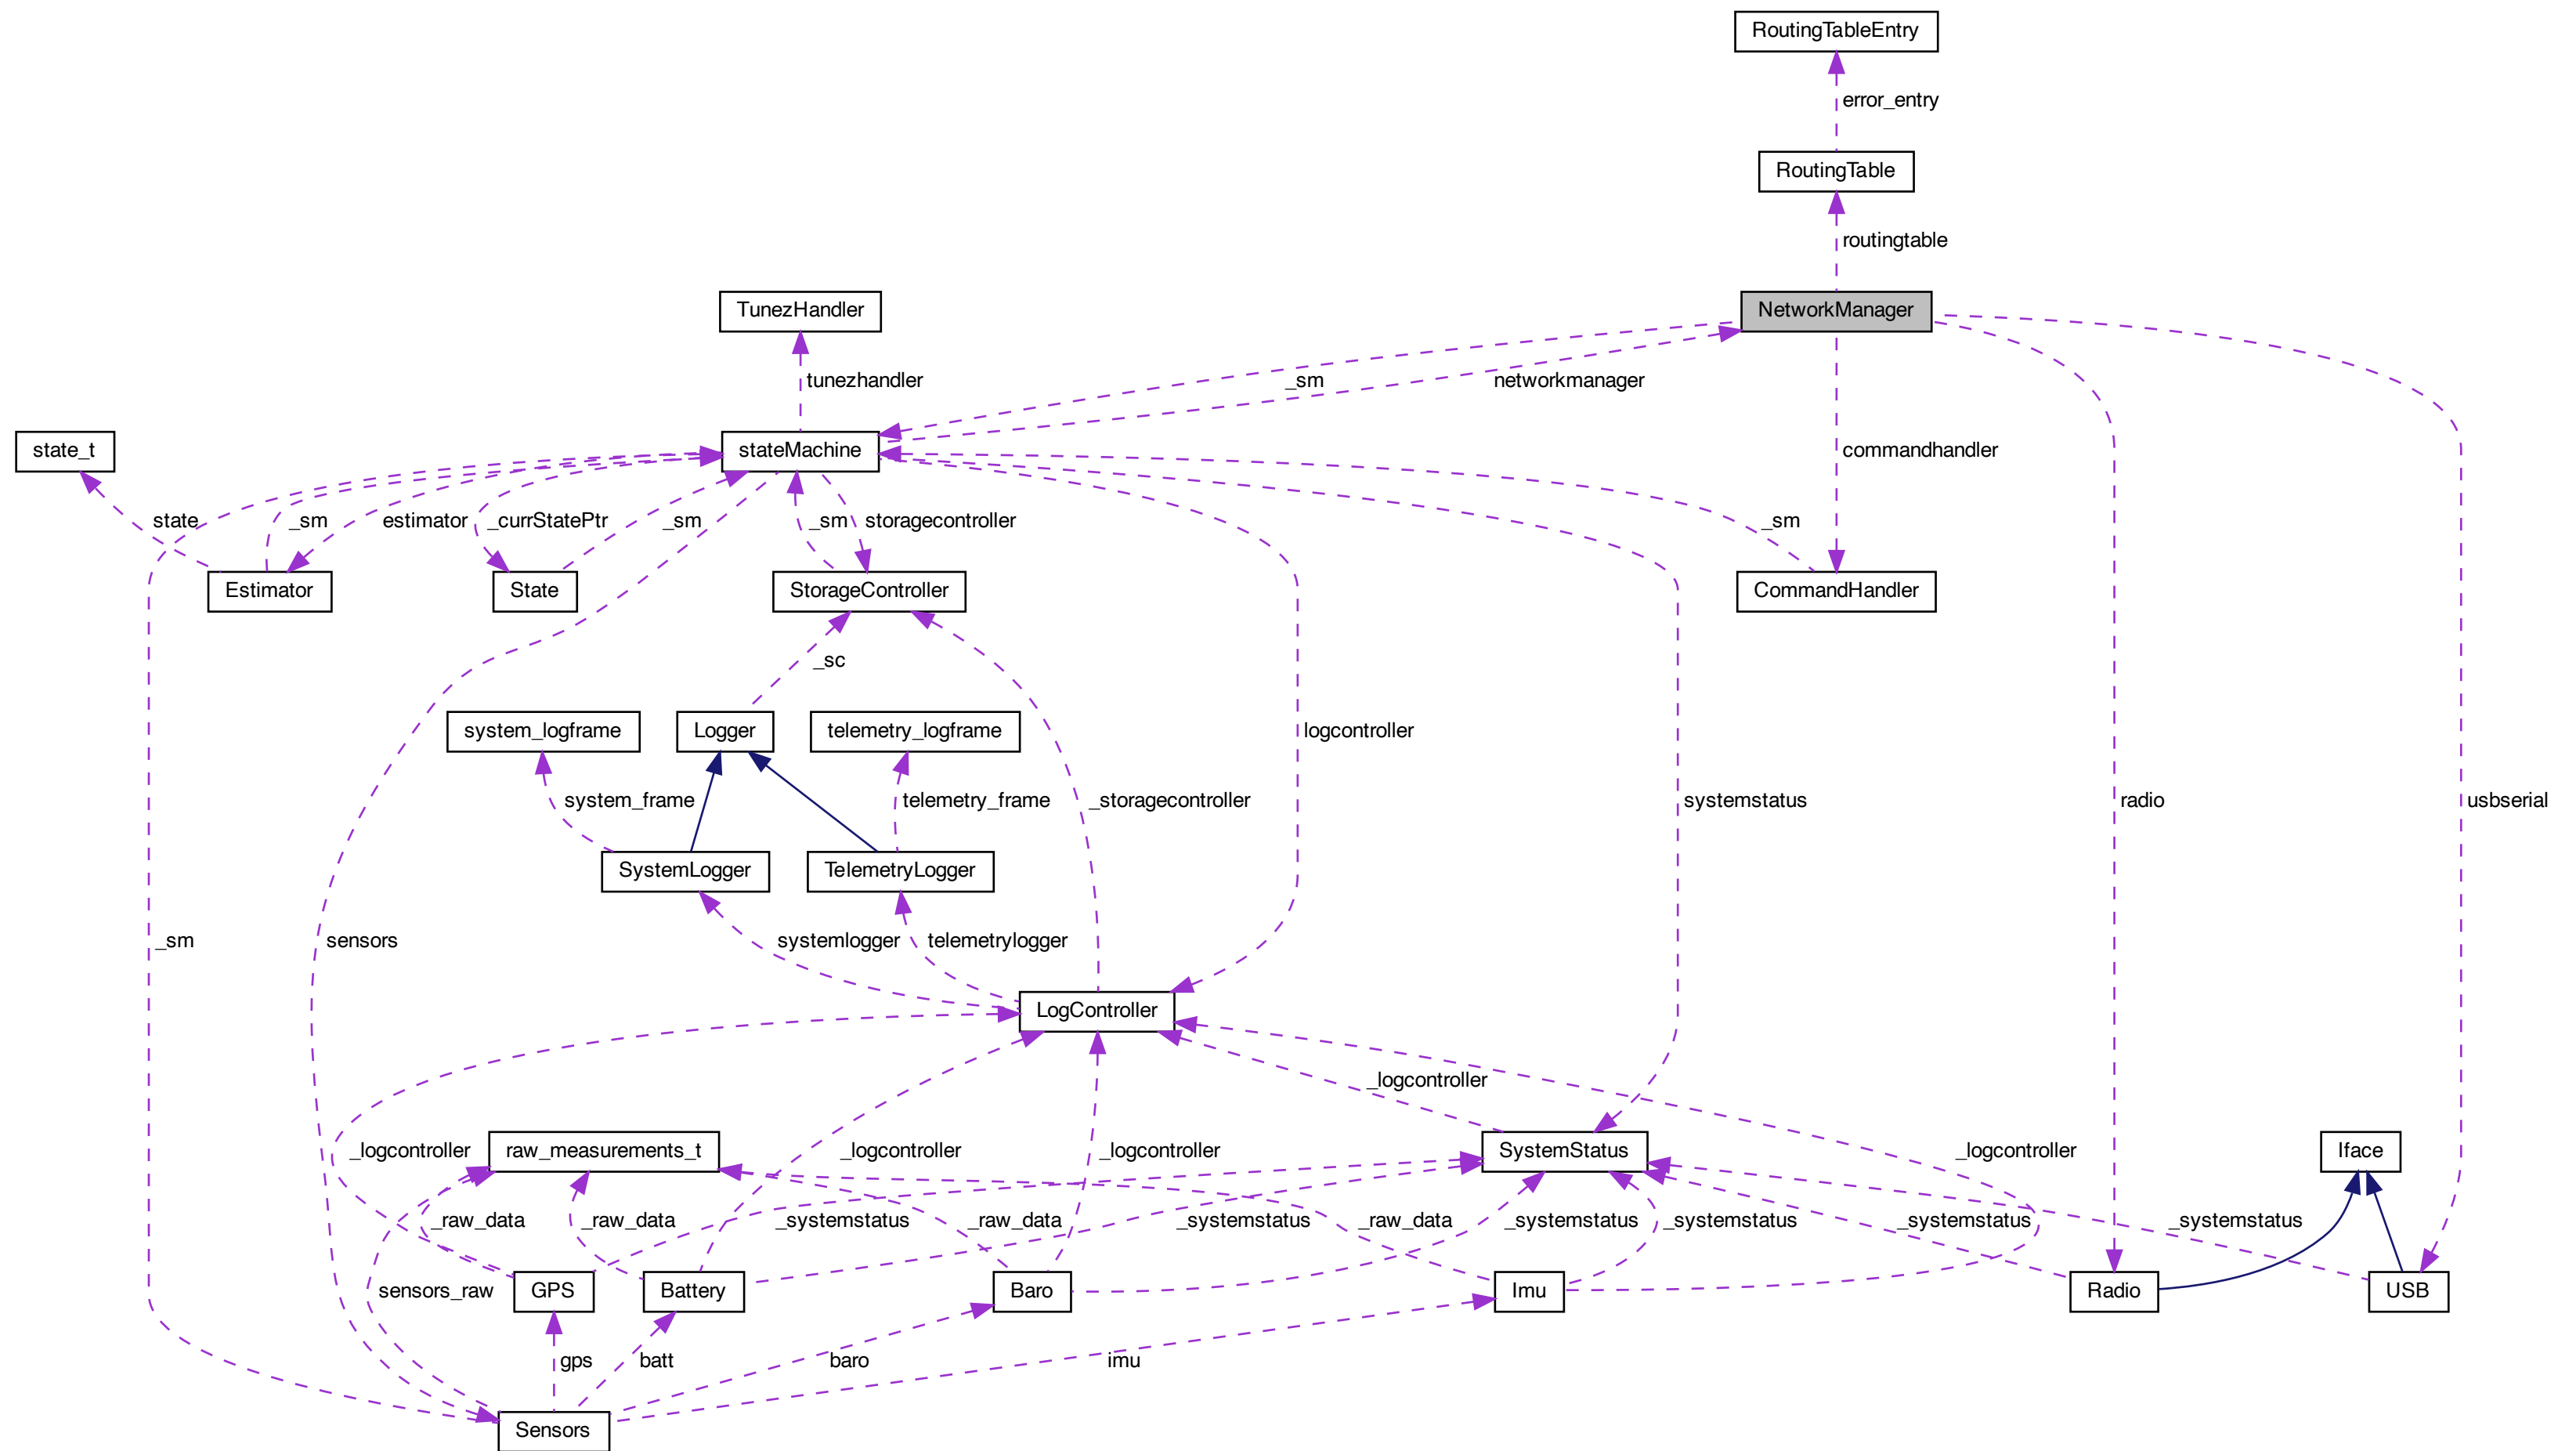 RoutingTableEntry
error_entry
RoutingTable
routingtable
TunezHandler
NetworkManager
tunezhandler
_sm
networkmanager
state_t
stateMachine
commandhandler
state
_sm
estimator
_currStatePtr
_sm
_sm
storagecontroller
_sm
Estimator
State
StorageController
CommandHandler
_sc
system_logframe
Logger
telemetry_logframe
logcontroller
system_frame
telemetry_frame
_storagecontroller
systemstatus
radio
usbserial
SystemLogger
TelemetryLogger
_sm
sensors
systemlogger
telemetrylogger
LogController
_logcontroller
_logcontroller
raw_measurements_t
_logcontroller
_logcontroller
SystemStatus
_logcontroller
Iface
_raw_data
_raw_data
_systemstatus
_raw_data
_systemstatus
_raw_data
_systemstatus
_systemstatus
_systemstatus
_systemstatus
sensors_raw
GPS
Battery
Baro
Imu
Radio
USB
gps
batt
baro
imu
Sensors